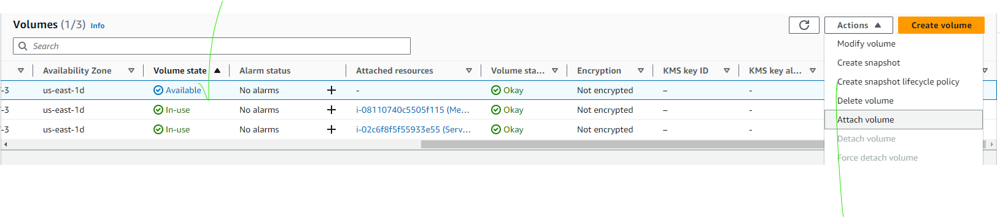 Volumes (1/3) Info
Actions
Create volume
Search
Availability Zone Volume state Alarm status Attached resources Volume sta... Encryption KMS key ID KMS key al...
-3 us-east-1d Available No alarms + - Okay Not encrypted – -
-3 us-east-1d In-use No alarms + i-08110740c5505f115 (Me... Okay Not encrypted – -
-3 us-east-1d In-use No alarms + i-02c6f8f5f55933e55 (Serv... Okay Not encrypted – -
Modify volume
Create snapshot
Create snapshot lifecycle policy
Delete volume
Attach volume
Detach volume
Force detach volume